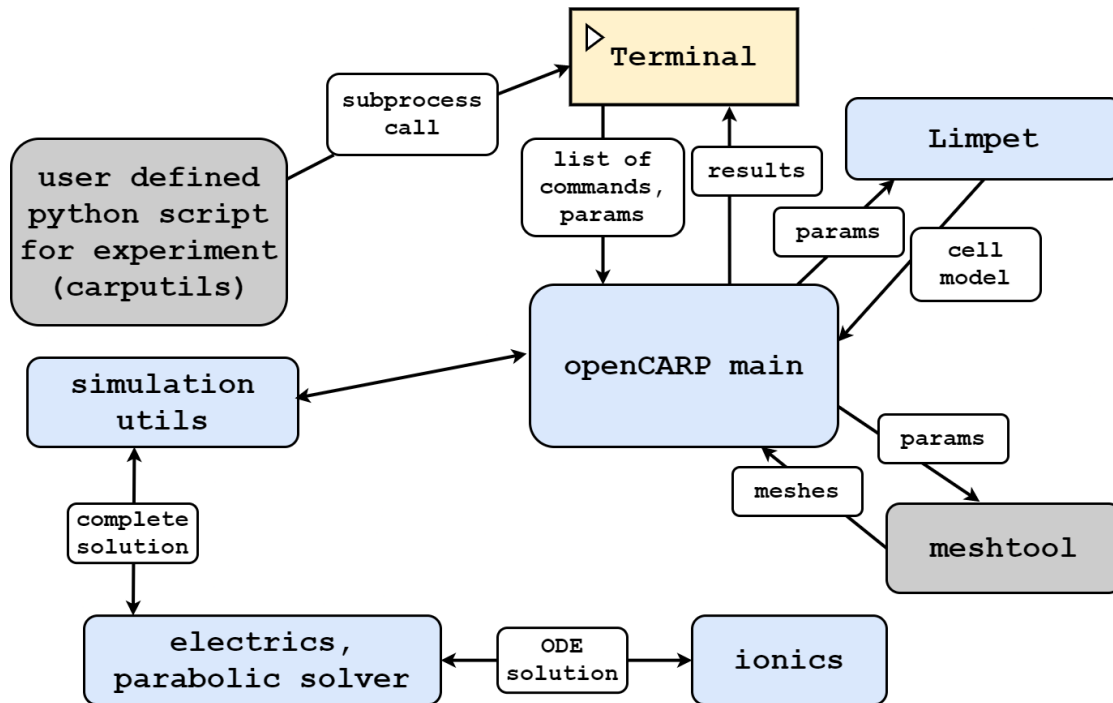 Terminal
subprocess
call
user defined
python script
for experiment
(carputils)
list of
commands,
params
results
Limpet
params
cell
model
openCARP main
simulation
utils
params
meshes
meshtool
complete
solution
electrics,
parabolic solver
ODE
solution
ionics